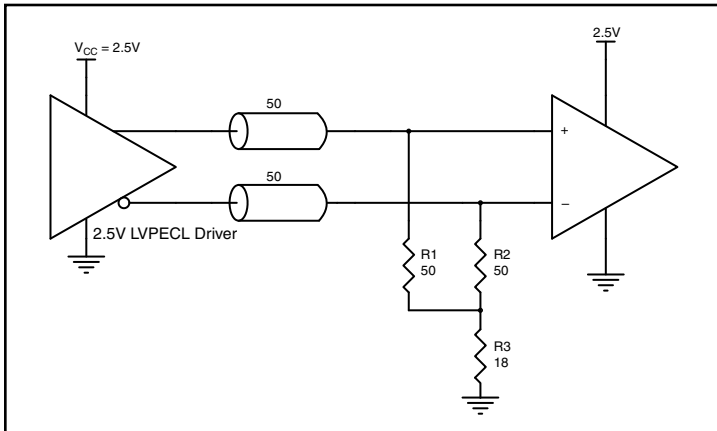 V_CC = 2.5V
2.5V
50
+
50
−
2.5V LVPECL Driver
R1
50
R2
50
R3
18